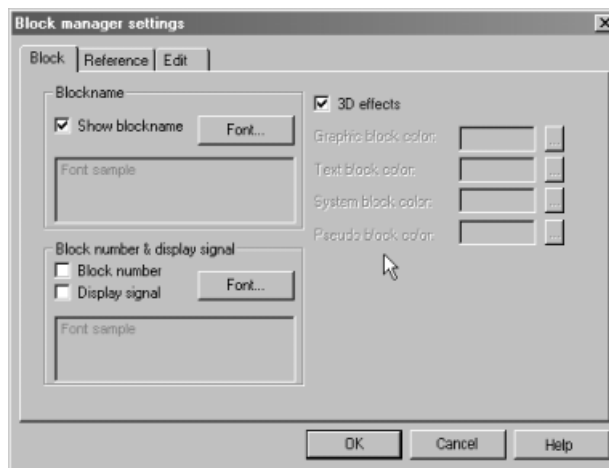 Block manager settings
Block Reference Edit
Blockname
Show blockname Font...
Font sample
Block number & display signal
Block number
Display signal Font...
Font sample
3D effects
Graphic block color: ...
Text block color: ...
System block color: ...
Pseudo block color: ...
OK Cancel Help